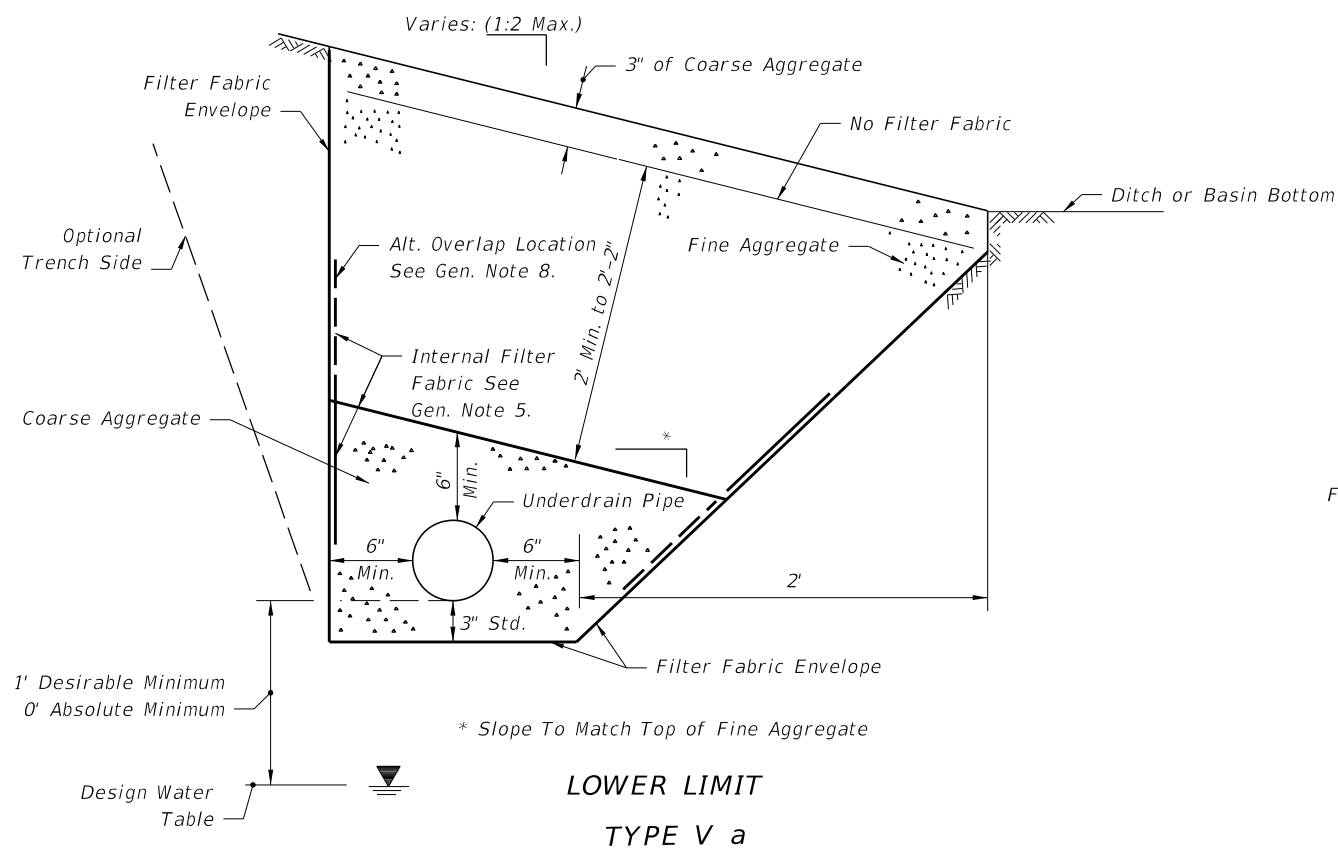 Varies: (1:2 Max.)
3" of Coarse Aggregate
Filter Fabric
Envelope
No Filter Fabric
Ditch or Basin Bottom
Optional
Trench Side
Alt. Overlap Location
See Gen. Note 8.
Fine Aggregate
2' Min. to 2'-2"
Internal Filter
Fabric See
Gen. Note 5.
Coarse Aggregate
*
6"
Min.
Underdrain Pipe
F
6"
Min.
6"
Min.
2'
3" Std.
Filter Fabric Envelope
1' Desirable Minimum
0' Absolute Minimum
* Slope To Match Top of Fine Aggregate
Design Water
Table
LOWER LIMIT
TYPE V a